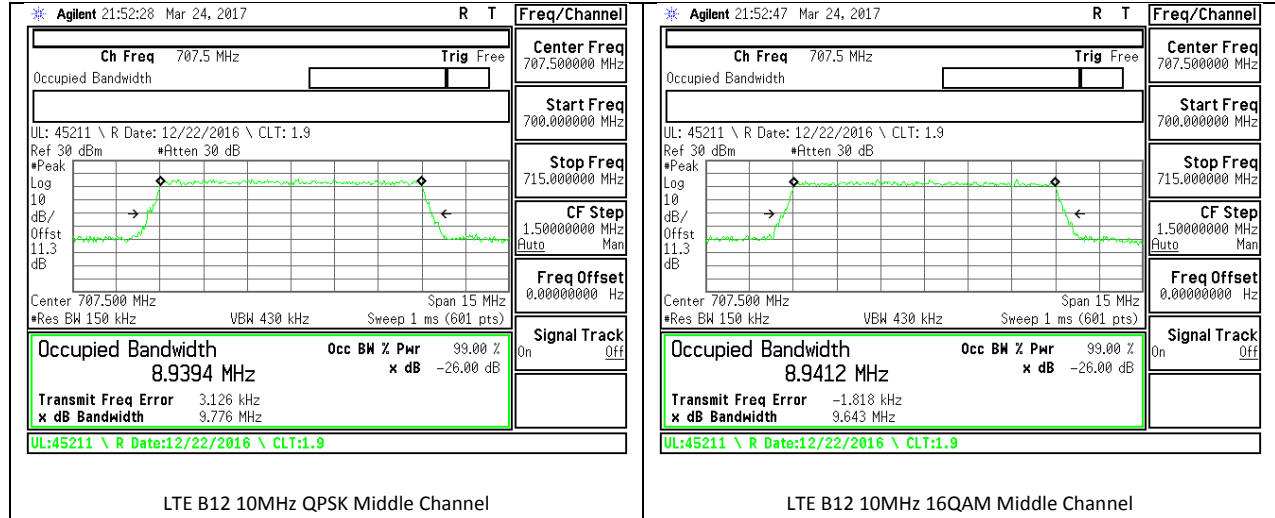 Agilent 21:52:28 Mar 24, 2017 R T
Freq/Channel
Ch Freq 707.5 MHz Trig Free
Occupied Bandwidth
Center Freq
707.500000 MHz
Start Freq
700.000000 MHz
UL: 45211 \ R Date: 12/22/2016 \ CLT: 1.9
Ref 30 dBm #Atten 30 dB
#Peak
Log
10
dB/
Offst
11.3
dB
Stop Freq
715.000000 MHz
CF Step
1.50000000 MHz
Auto Man
Freq Offset
0.00000000 Hz
Center 707.500 MHz Span 15 MHz
#Res BW 150 kHz VBW 430 kHz Sweep 1 ms (601 pts)
Signal Track
On Off
Occupied Bandwidth
8.9394 MHz
Occ BW % Pwr 99.00 %
x dB -26.00 dB
Transmit Freq Error 3.126 kHz
x dB Bandwidth 9.776 MHz
UL:45211 \ R Date:12/22/2016 \ CLT:1.9
LTE B12 10MHz QPSK Middle Channel
Agilent 21:52:47 Mar 24, 2017 R T
Freq/Channel
Ch Freq 707.5 MHz Trig Free
Occupied Bandwidth
Center Freq
707.500000 MHz
Start Freq
700.000000 MHz
UL: 45211 \ R Date: 12/22/2016 \ CLT: 1.9
Ref 30 dBm #Atten 30 dB
#Peak
Log
10
dB/
Offst
11.3
dB
Stop Freq
715.000000 MHz
CF Step
1.50000000 MHz
Auto Man
Freq Offset
0.00000000 Hz
Center 707.500 MHz Span 15 MHz
#Res BW 150 kHz VBW 430 kHz Sweep 1 ms (601 pts)
Signal Track
On Off
Occupied Bandwidth
8.9412 MHz
Occ BW % Pwr 99.00 %
x dB -26.00 dB
Transmit Freq Error -1.818 kHz
x dB Bandwidth 9.643 MHz
UL:45211 \ R Date:12/22/2016 \ CLT:1.9
LTE B12 10MHz 16QAM Middle Channel